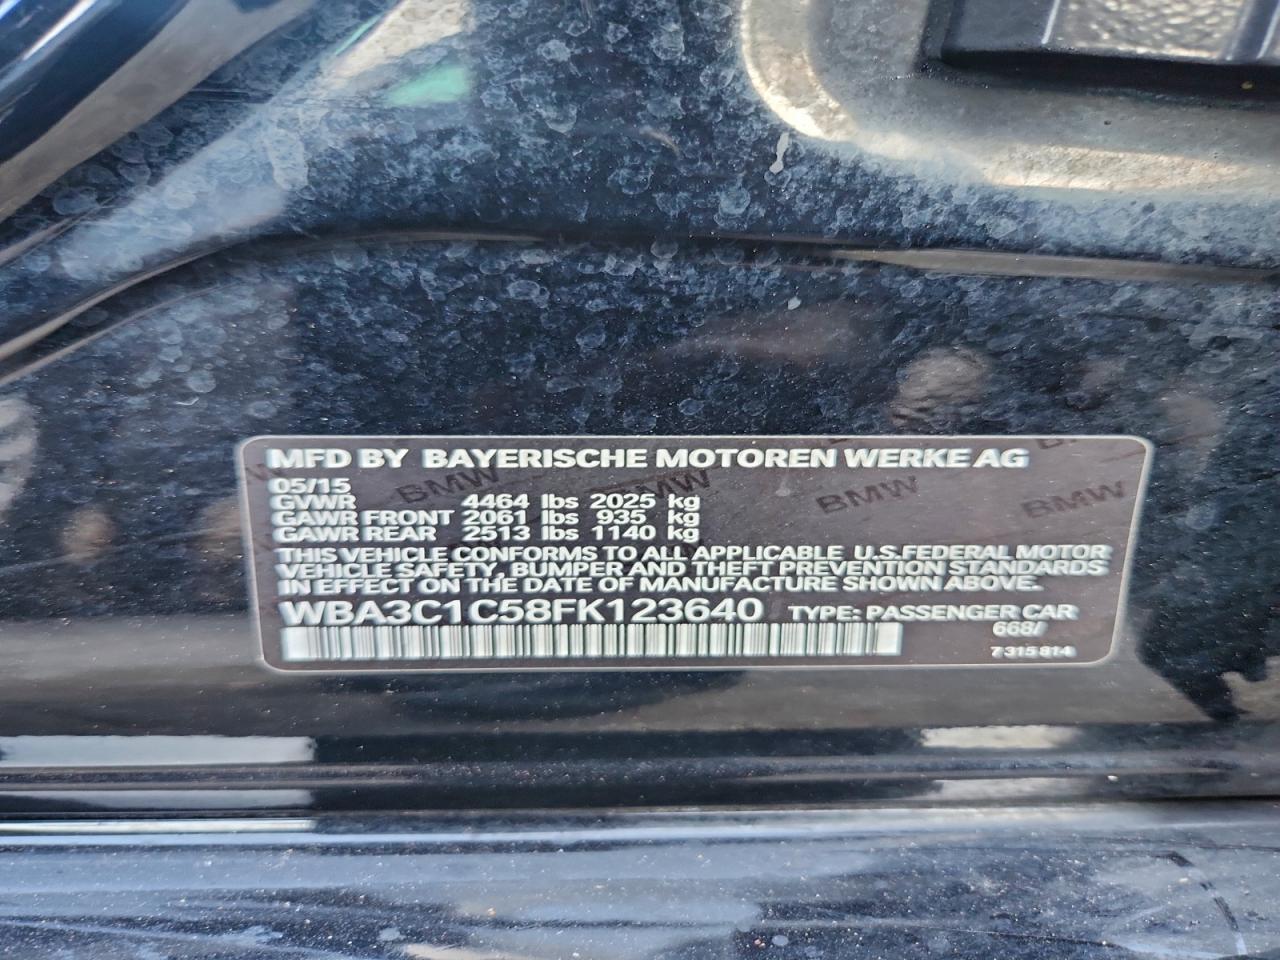 MFD BY BAYERISCHE MOTOREN WERKE AG
05/15
GVWR 4464 lbs 2025 kg
GAWR FRONT 2061 lbs 935 kg
GAWR REAR 2513 lbs 1140 kg
THIS VEHICLE CONFORMS TO ALL APPLICABLE U.S.FEDERAL MOTOR
VEHICLE SAFETY, BUMPER AND THEFT PREVENTION STANDARDS
IN EFFECT ON THE DATE OF MANUFACTURE SHOWN ABOVE.
WBA3C1C58FK123640 TYPE: PASSENGER CAR
668/
7 315 814
BMW
BMW
BMW